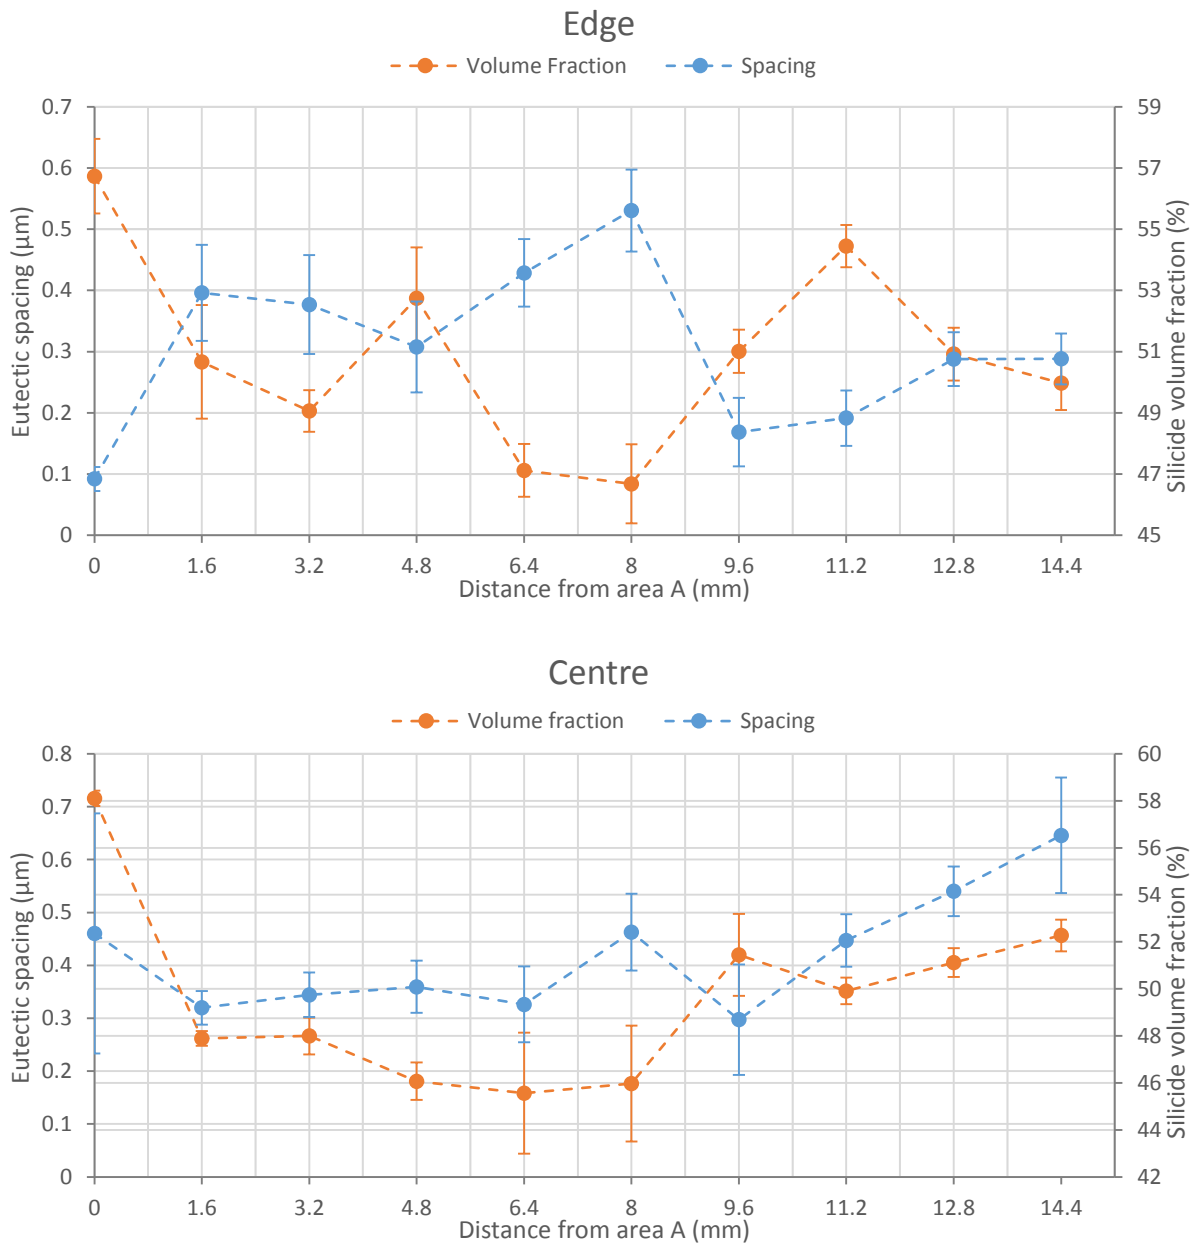 Edge
Volume Fraction Spacing
0.7 59
0.6 57
0.5 55
0.4 53
0.3 51
0.2 49
0.1 47
0 45
Eutectic spacing (µm)
Silicide volume fraction (%)
0 1.6 3.2 4.8 6.4 8 9.6 11.2 12.8 14.4
Distance from area A (mm)
Centre
Volume fraction Spacing
0.8 60
0.7 58
0.6 56
0.5 54
0.4 52
0.3 50
0.2 48
0.1 46
0 44
42
Eutectic spacing (µm)
Silicide volume fraction (%)
0 1.6 3.2 4.8 6.4 8 9.6 11.2 12.8 14.4
Distance from area A (mm)